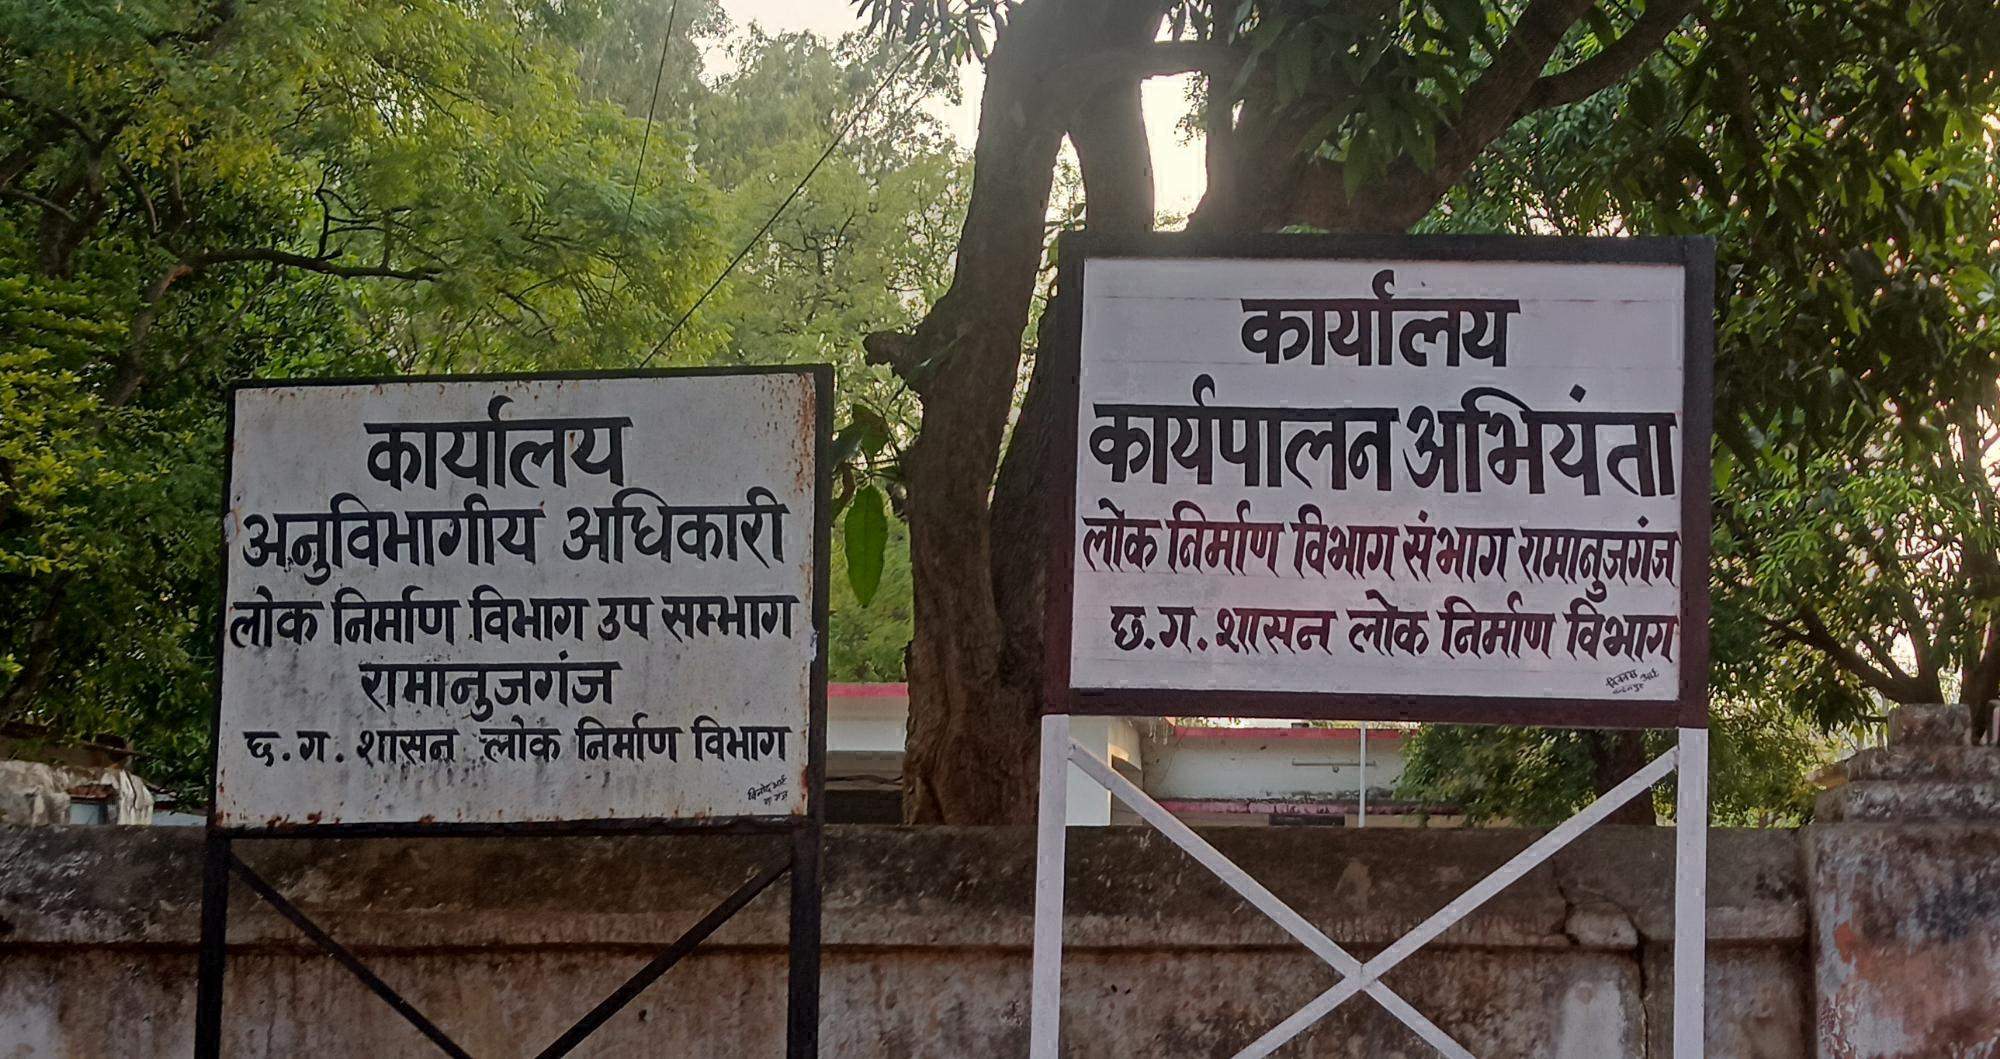 कार्यालय
अनुविभागीय अधिकारी
लोक निर्माण विभाग उप सम्भाग
रामानुजगंज
छ.ग. शासन लोक निर्माण विभाग
कार्यालय
कार्यपालन अभियंता
लोक निर्माण विभाग संभाग रामानुजगंज
छ.ग. शासन लोक निर्माण विभाग